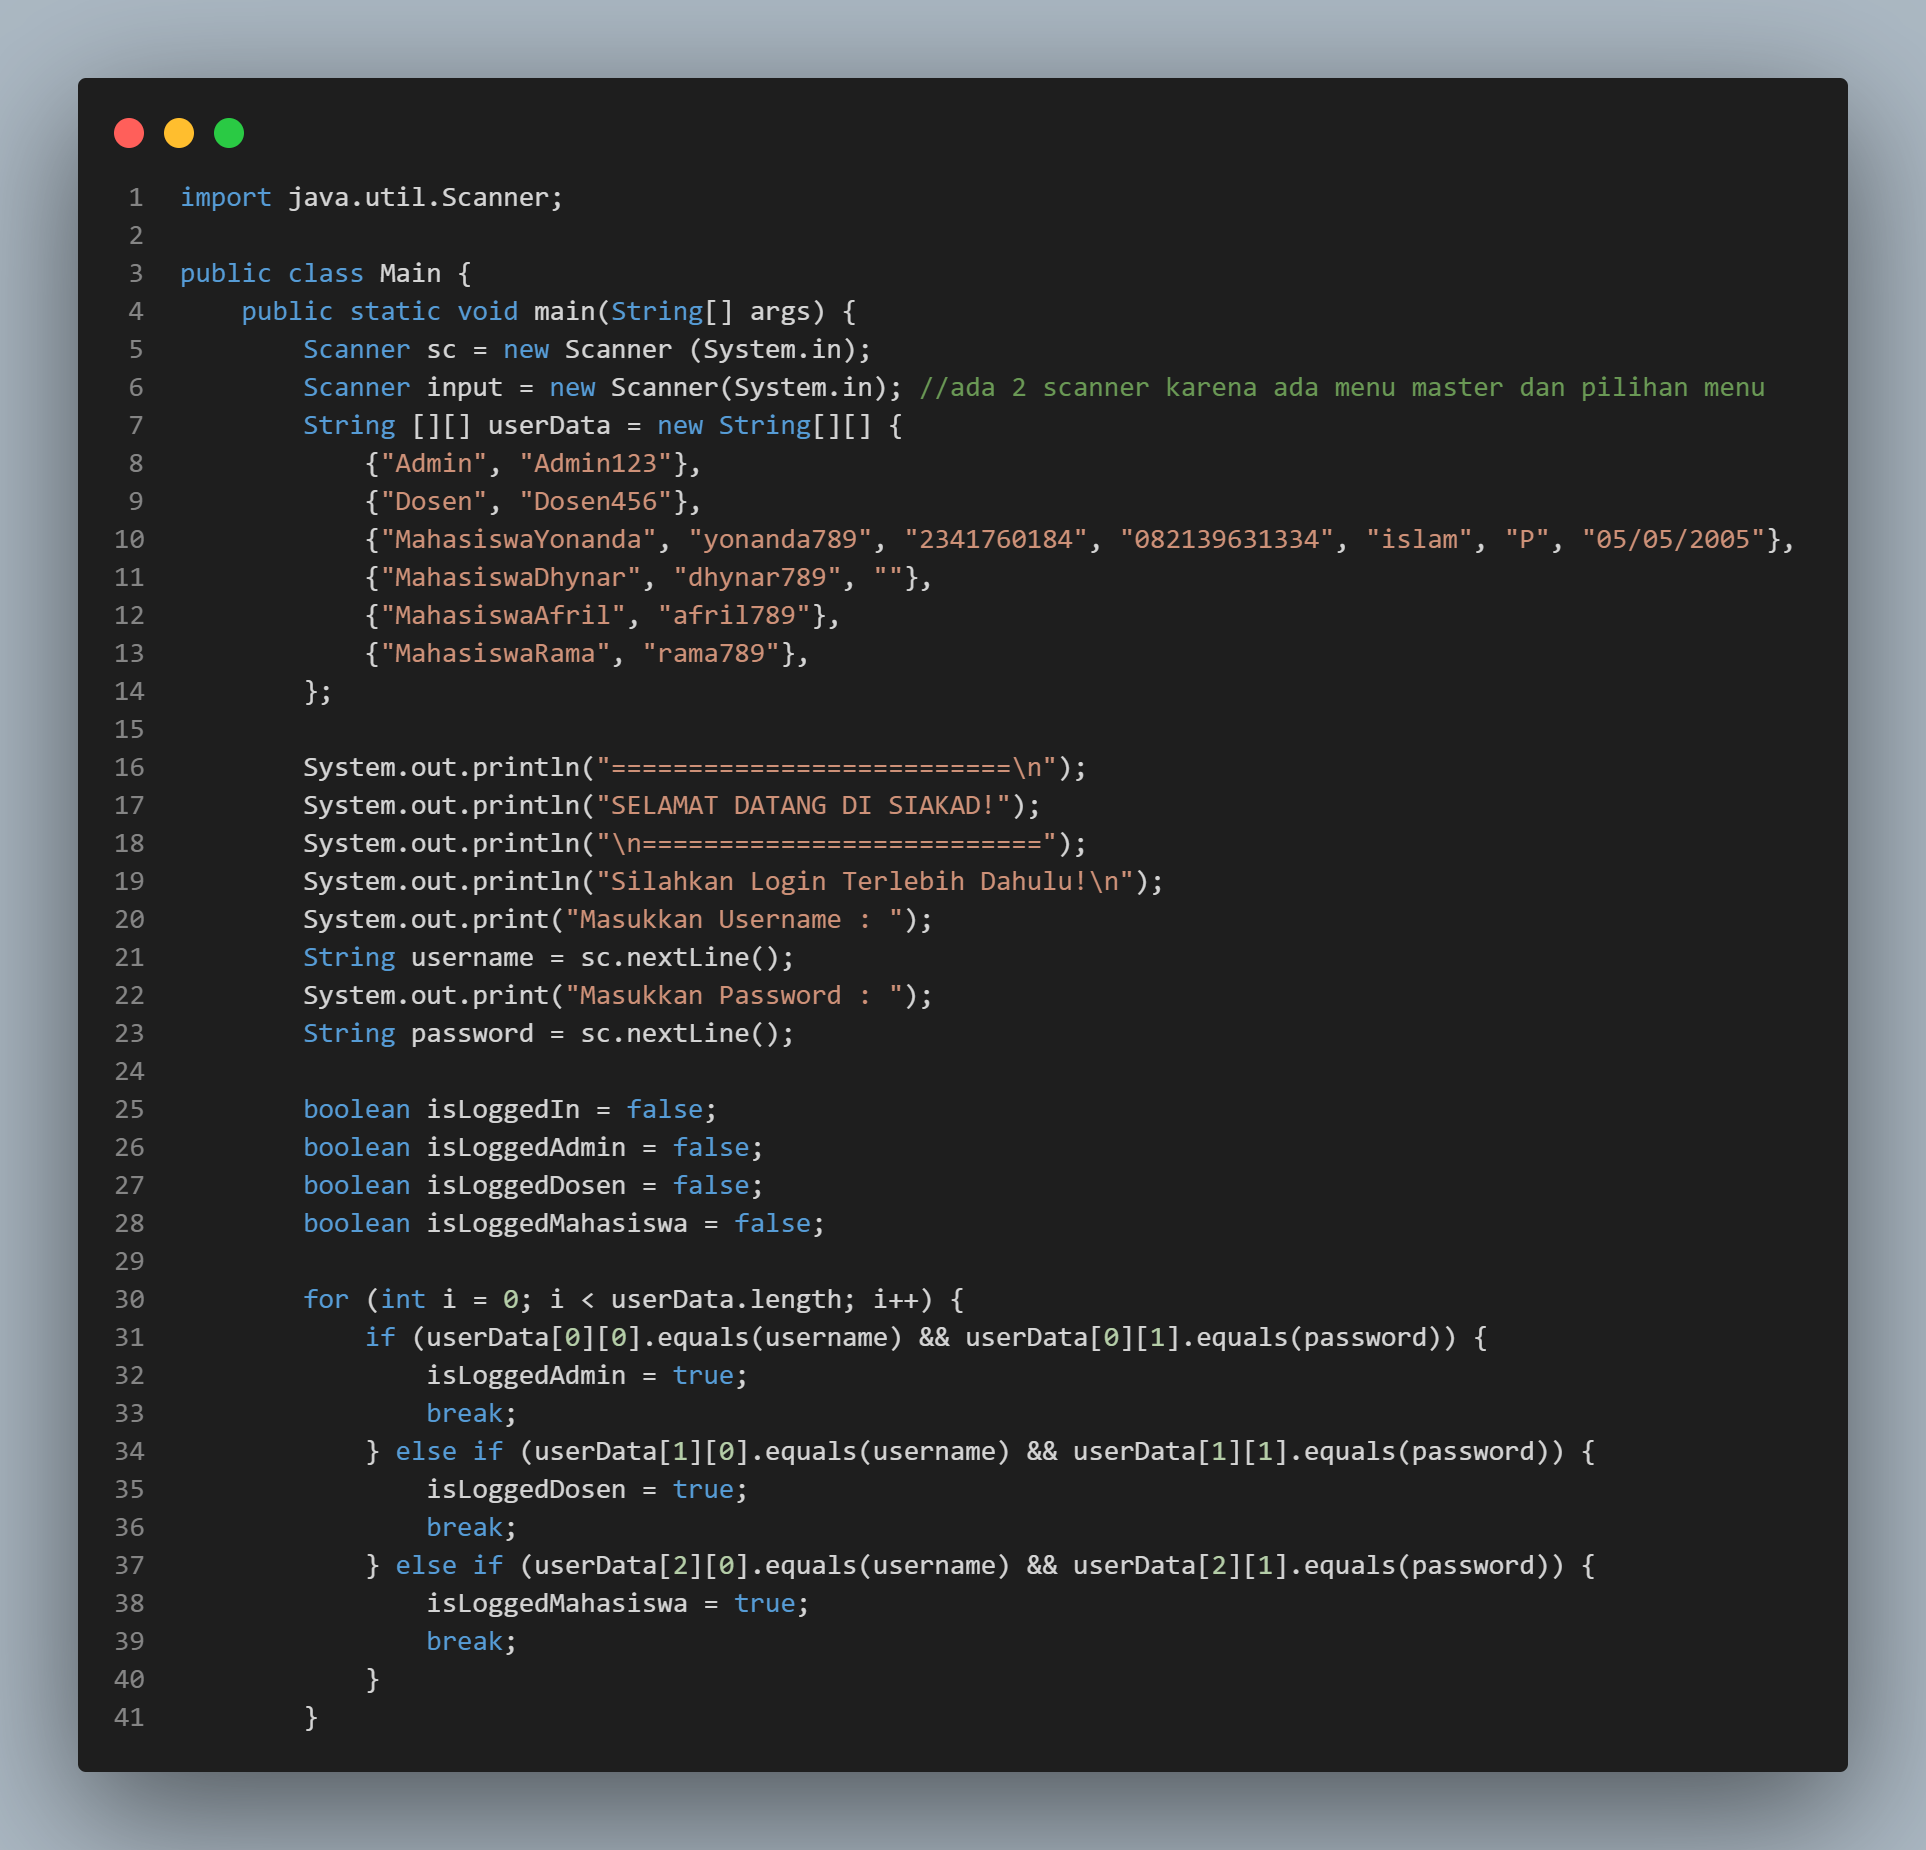 1 import java.util.Scanner;
2
3 public class Main {
4     public static void main(String[] args) {
5         Scanner sc = new Scanner (System.in);
6         Scanner input = new Scanner(System.in); //ada 2 scanner karena ada menu master dan pilihan menu
7         String [][] userData = new String[][] {
8             {"Admin", "Admin123"},
9             {"Dosen", "Dosen456"},
10             {"MahasiswaYonanda", "yonanda789", "2341760184", "082139631334", "islam", "P", "05/05/2005"},
11             {"MahasiswaDhynar", "dhynar789", ""},
12             {"MahasiswaAfril", "afril789"},
13             {"MahasiswaRama", "rama789"},
14         };
15
16         System.out.println("==========================\n");
17         System.out.println("SELAMAT DATANG DI SIAKAD!");
18         System.out.println("\n==========================");
19         System.out.println("Silahkan Login Terlebih Dahulu!\n");
20         System.out.print("Masukkan Username : ");
21         String username = sc.nextLine();
22         System.out.print("Masukkan Password : ");
23         String password = sc.nextLine();
24
25         boolean isLoggedIn = false;
26         boolean isLoggedAdmin = false;
27         boolean isLoggedDosen = false;
28         boolean isLoggedMahasiswa = false;
29
30         for (int i = 0; i < userData.length; i++) {
31             if (userData[0][0].equals(username) && userData[0][1].equals(password)) {
32                 isLoggedAdmin = true;
33                 break;
34             } else if (userData[1][0].equals(username) && userData[1][1].equals(password)) {
35                 isLoggedDosen = true;
36                 break;
37             } else if (userData[2][0].equals(username) && userData[2][1].equals(password)) {
38                 isLoggedMahasiswa = true;
39                 break;
40             }
41         }